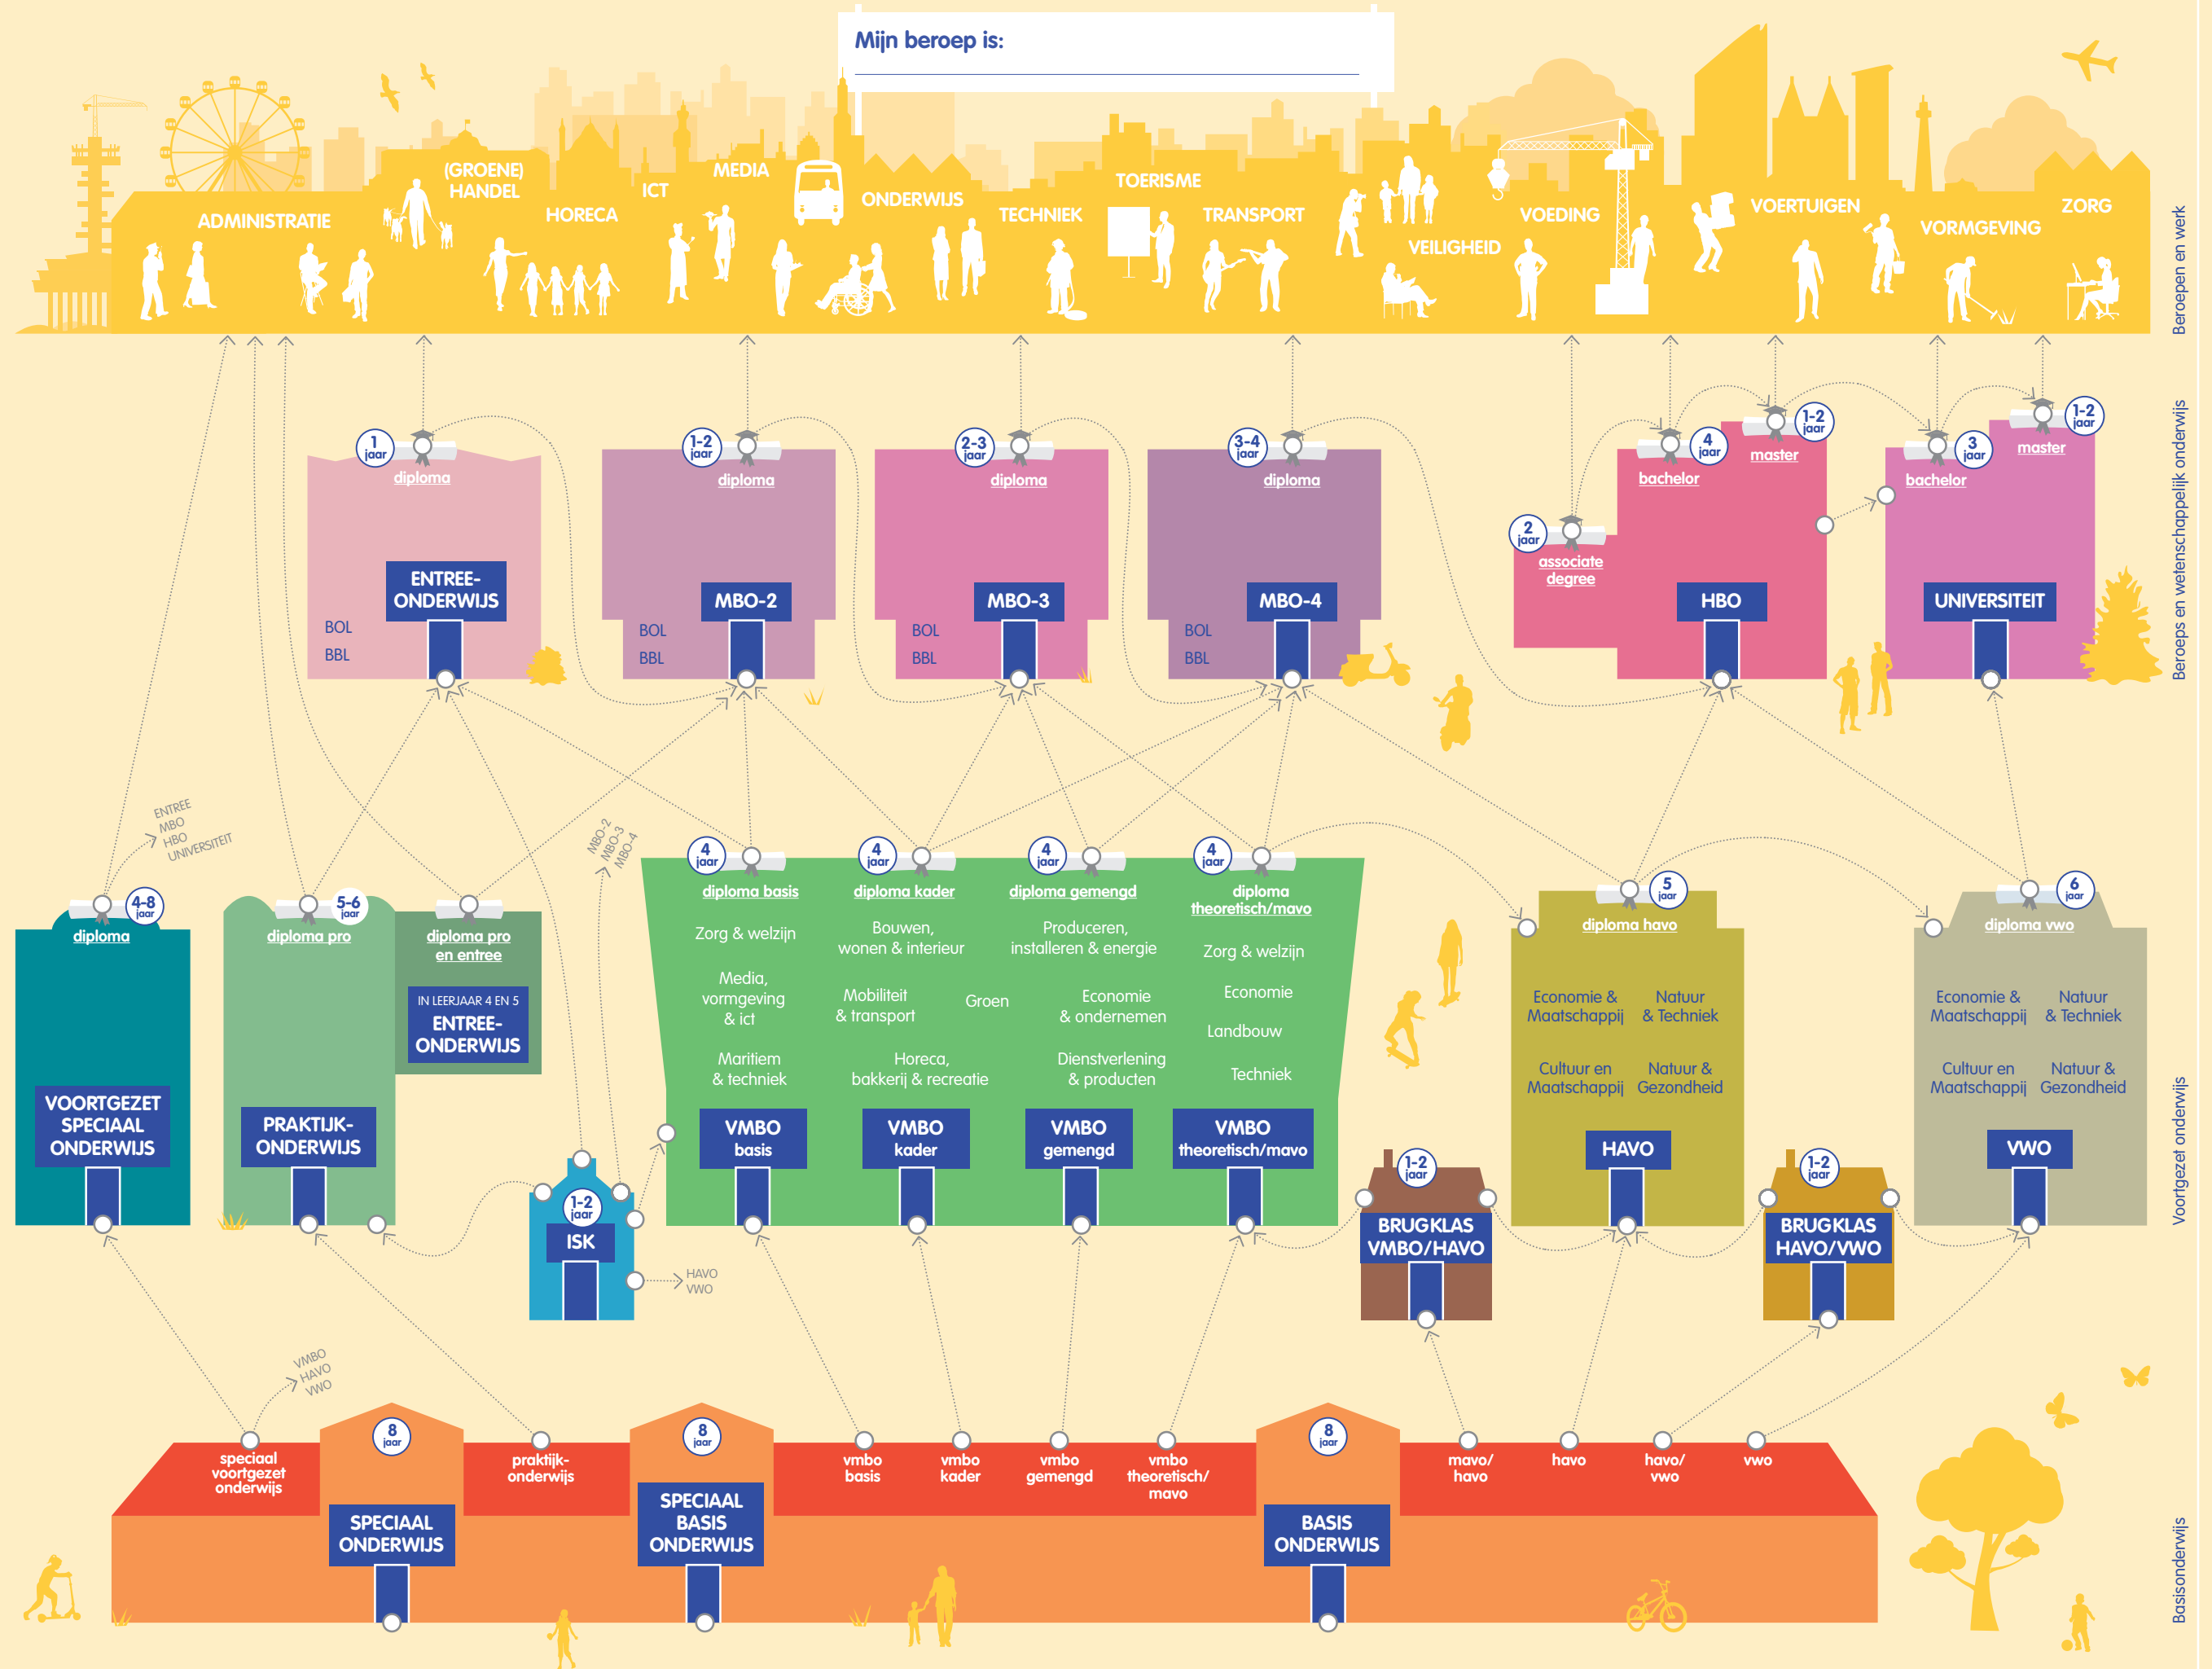 Mijn beroep is:
(GROENE)
HANDEL
MEDIA
ICT
ONDERWIJS
TOERISME
ADMINISTRATIE
HORECA
TECHNIEK
TRANSPORT
VEILIGHEID
VOEDING
VOERTUIGEN
VORMGEVING
ZORG
Beroepen en werk
1
jaar
diploma
ENTREE-
ONDERWIJS
BOL
BBL
1-2
jaar
diploma
MBO-2
BOL
BBL
2-3
jaar
diploma
MBO-3
BOL
BBL
3-4
jaar
diploma
MBO-4
BOL
BBL
2
jaar
associate
degree
4
jaar
bachelor
1-2
jaar
master
HBO
3
jaar
bachelor
1-2
jaar
master
UNIVERSITEIT
Beroeps en wetenschappelijk onderwijs
ENTREE
MBO
HBO
UNIVERSITEIT
4-8
jaar
diploma
VOORTGEZET
SPECIAAL
ONDERWIJS
5-6
jaar
diploma pro
PRAKTIJK-
ONDERWIJS
diploma pro
en entree
IN LEERJAAR 4 EN 5
ENTREE-
ONDERWIJS
MBO-2
MBO-3
MBO-4
1-2
jaar
ISK
HAVO
VWO
4
jaar
diploma basis
4
jaar
diploma kader
4
jaar
diploma gemengd
4
jaar
diploma
theoretisch/mavo
Zorg & welzijn
Bouwen,
wonen & interieur
Produceren,
installeren & energie
Zorg & welzijn
Media,
vormgeving
& ict
Mobiliteit
& transport
Groen
Economie
& ondernemen
Economie
Landbouw
Maritiem
& techniek
Horeca,
bakkerij & recreatie
Dienstverlening
& producten
Techniek
VMBO
basis
VMBO
kader
VMBO
gemengd
VMBO
theoretisch/mavo
1-2
jaar
BRUGKLAS
VMBO/HAVO
5
jaar
diploma havo
Economie &
Maatschappij
Natuur
& Techniek
Cultuur en
Maatschappij
Natuur &
Gezondheid
HAVO
1-2
jaar
BRUGKLAS
HAVO/VWO
6
jaar
diploma vwo
Economie &
Maatschappij
Natuur
& Techniek
Cultuur en
Maatschappij
Natuur &
Gezondheid
VWO
Voortgezet onderwijs
VMBO
HAVO
VWO
speciaal
voortgezet
onderwijs
8
jaar
SPECIAAL
ONDERWIJS
praktijk-
onderwijs
8
jaar
SPECIAAL
BASIS
ONDERWIJS
vmbo
basis
vmbo
kader
vmbo
gemengd
vmbo
theoretisch/
mavo
8
jaar
BASIS
ONDERWIJS
mavo/
havo
havo
havo/
vwo
vwo
Basisonderwijs